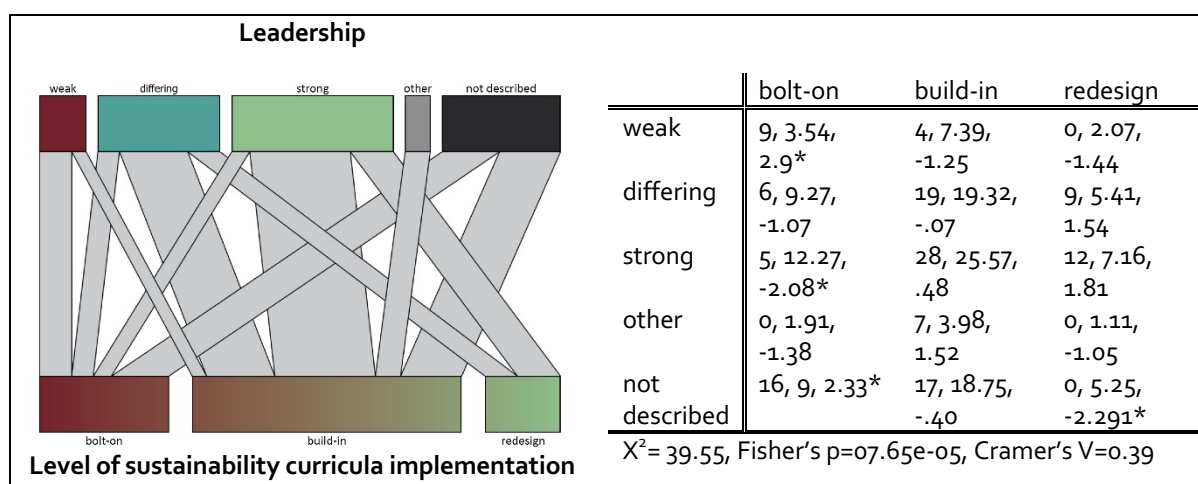 Leadership
weak differing strong other not described
bolt-on build-in redesign
Level of sustainability curricula implementation
bolt-on build-in redesign
weak 9, 3.54, 4, 7.39, 0, 2.07,
2.9* -1.25 -1.44
differing 6, 9.27, 19, 19.32, 9, 5.41,
-1.07 -.07 1.54
strong 5, 12.27, 28, 25.57, 12, 7.16,
-2.08* .48 1.81
other 0, 1.91, 7, 3.98, 0, 1.11,
-1.38 1.52 -1.05
not 16, 9, 2.33* 17, 18.75, 0, 5.25,
described -.40 -2.291*
X²= 39.55, Fisher's p=07.65e-05, Cramer's V=0.39